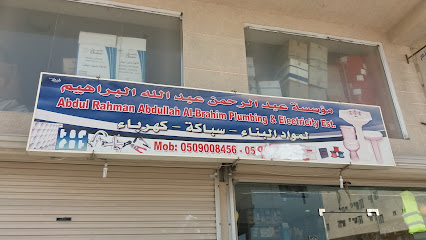 مؤسسة عبد الرحمن عبد الله البراهيم
Abdul Rahman Abdullah Al-Brahim Plumbing & Electricity Est.
لمواد البناء - سباكة - كهرباء
Mob: 0509008456 - 05